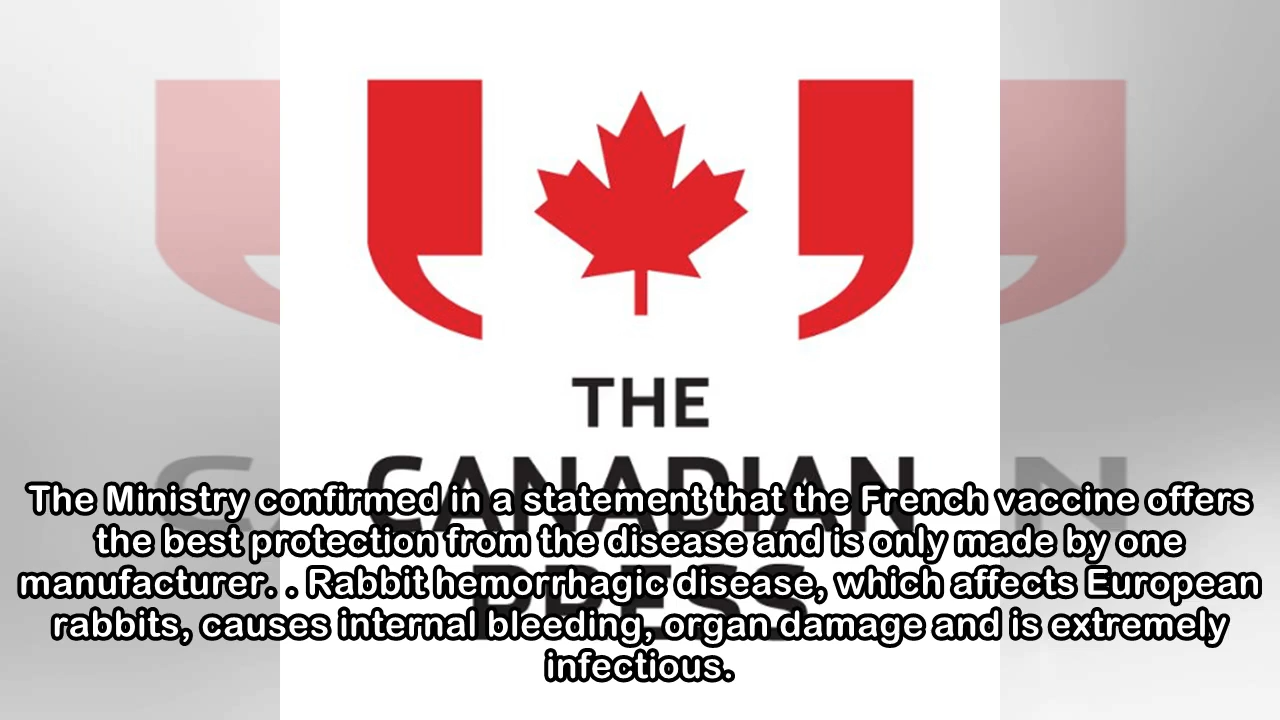 THE
CANADIAN
PRESS
The Ministry confirmed in a statement that the French vaccine offers
the best protection from the disease and is only made by one
manufacturer. . Rabbit hemorrhagic disease, which affects European
rabbits, causes internal bleeding, organ damage and is extremely
infectious.